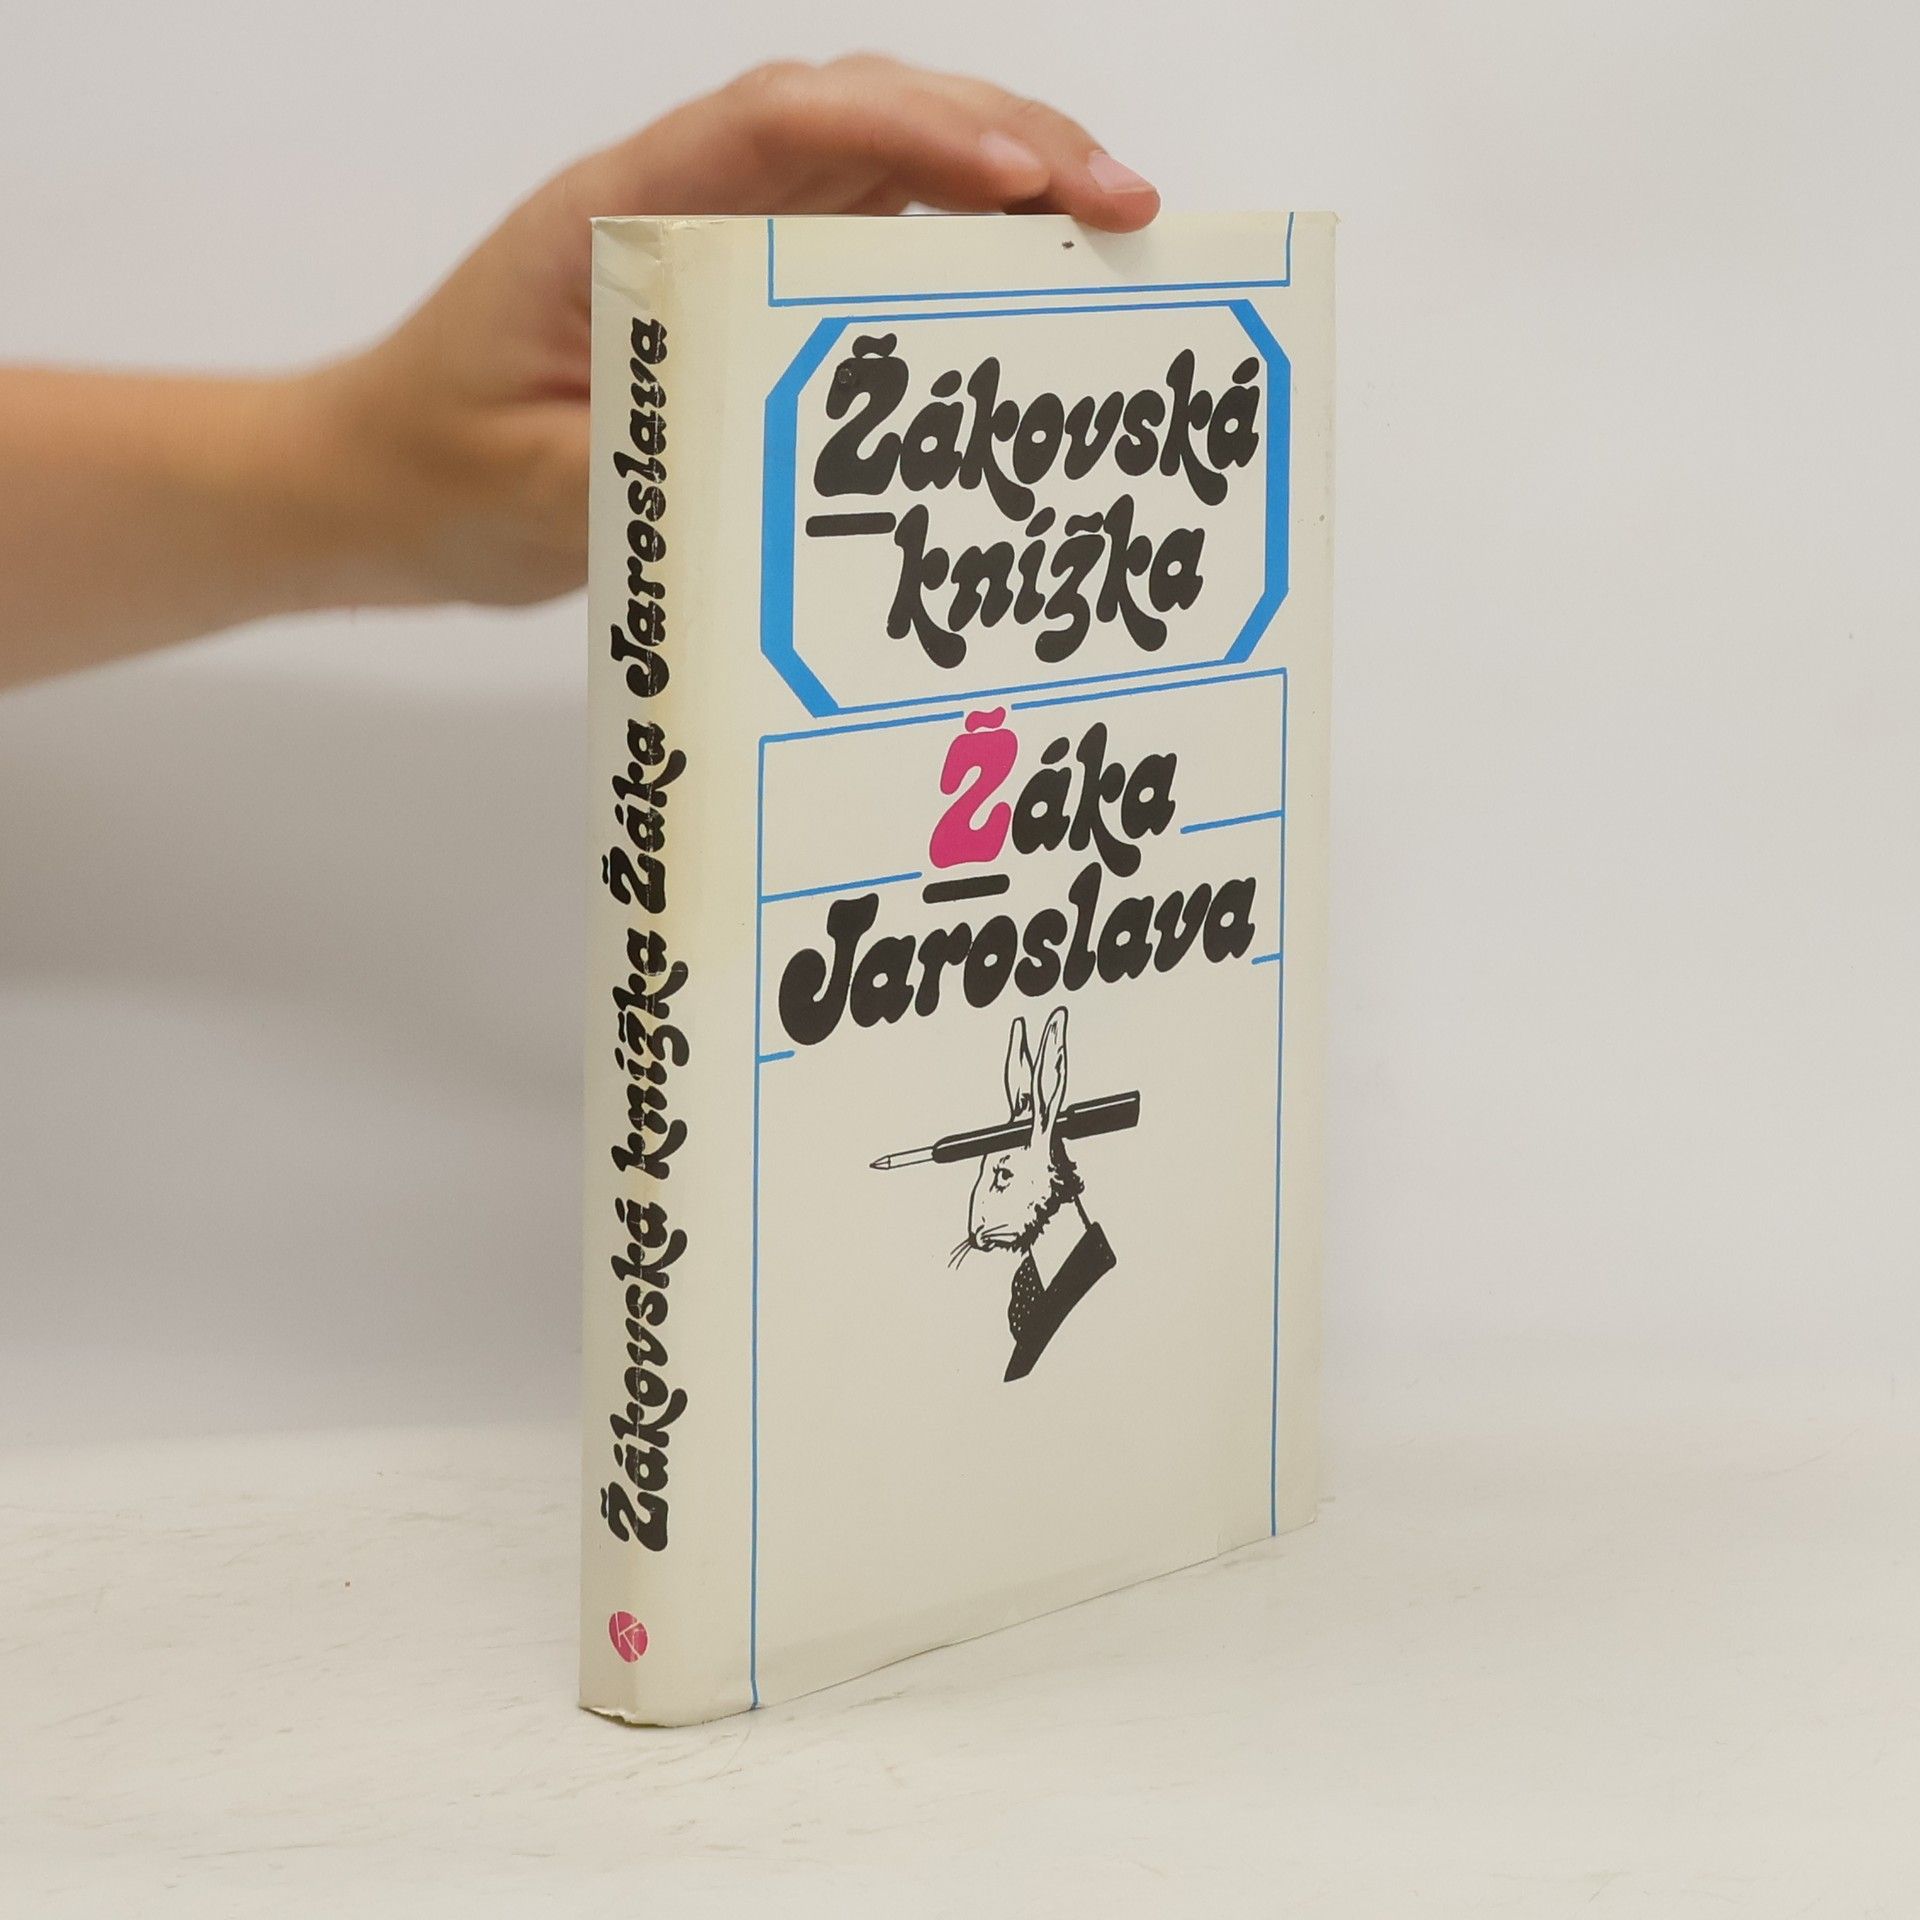 Žákovská
knížka
Žáka
Jaroslava
Žákovská knížka Žáka Jaroslava